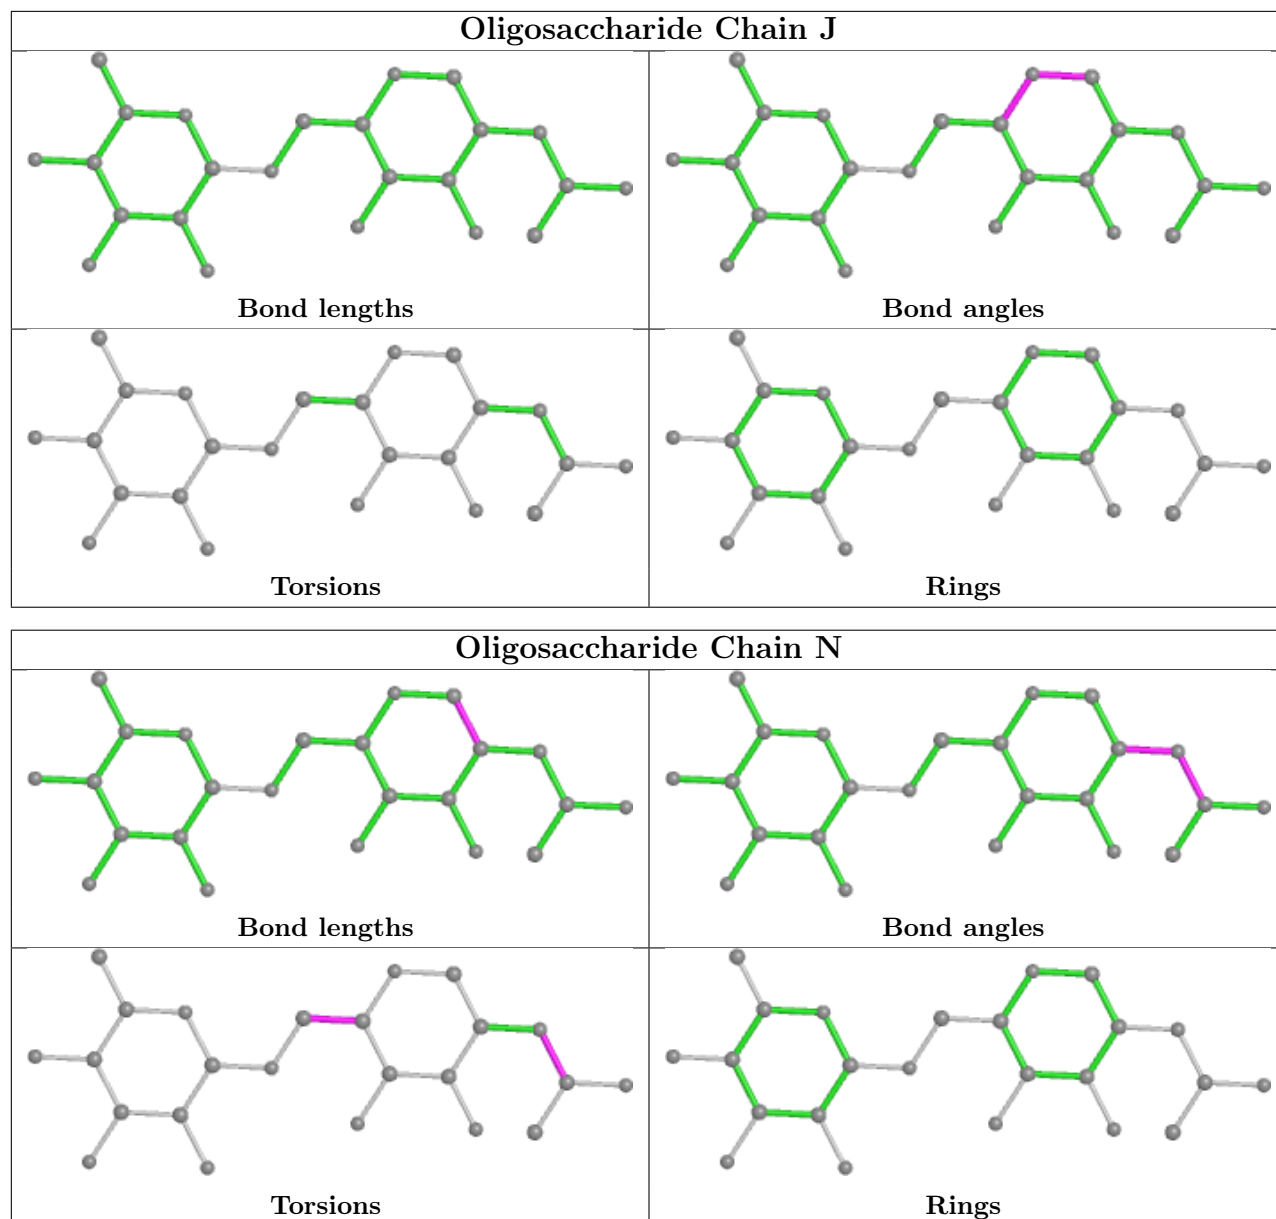 Oligosaccharide Chain J
Bond lengths
Bond angles
Torsions
Rings
Oligosaccharide Chain N
Bond lengths
Bond angles
Torsions
Rings